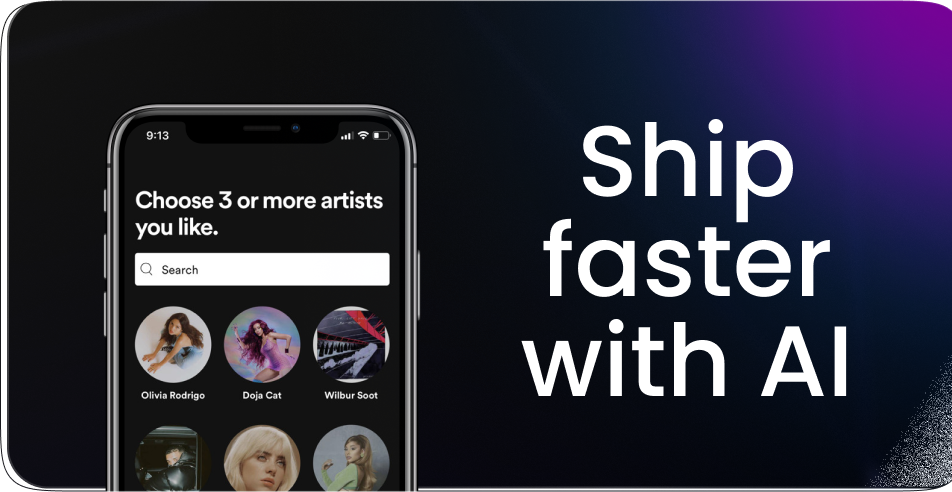 9:13
Choose 3 or more artists
you like.
Search
Olivia Rodrigo
Doja Cat
Wilbur Soot
Ship
faster
with AI